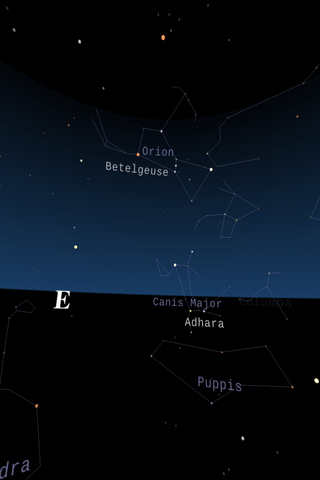 Orion
Betelgeuse
E
Canis Major
Columba
Adhara
Puppis
dra